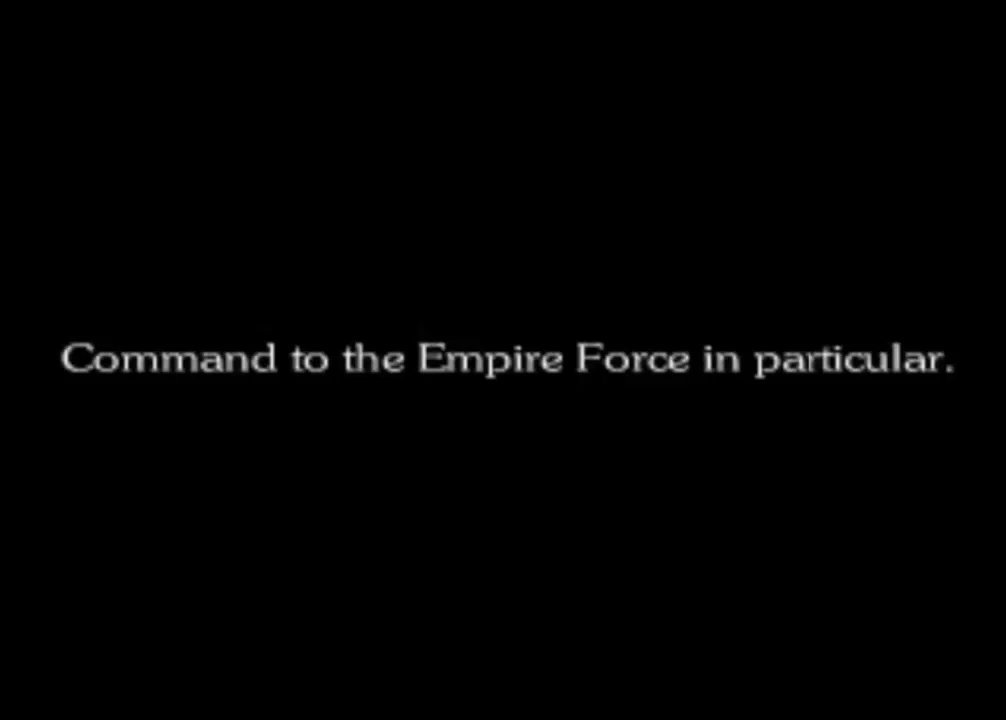 Command to the Empire Force in particular.